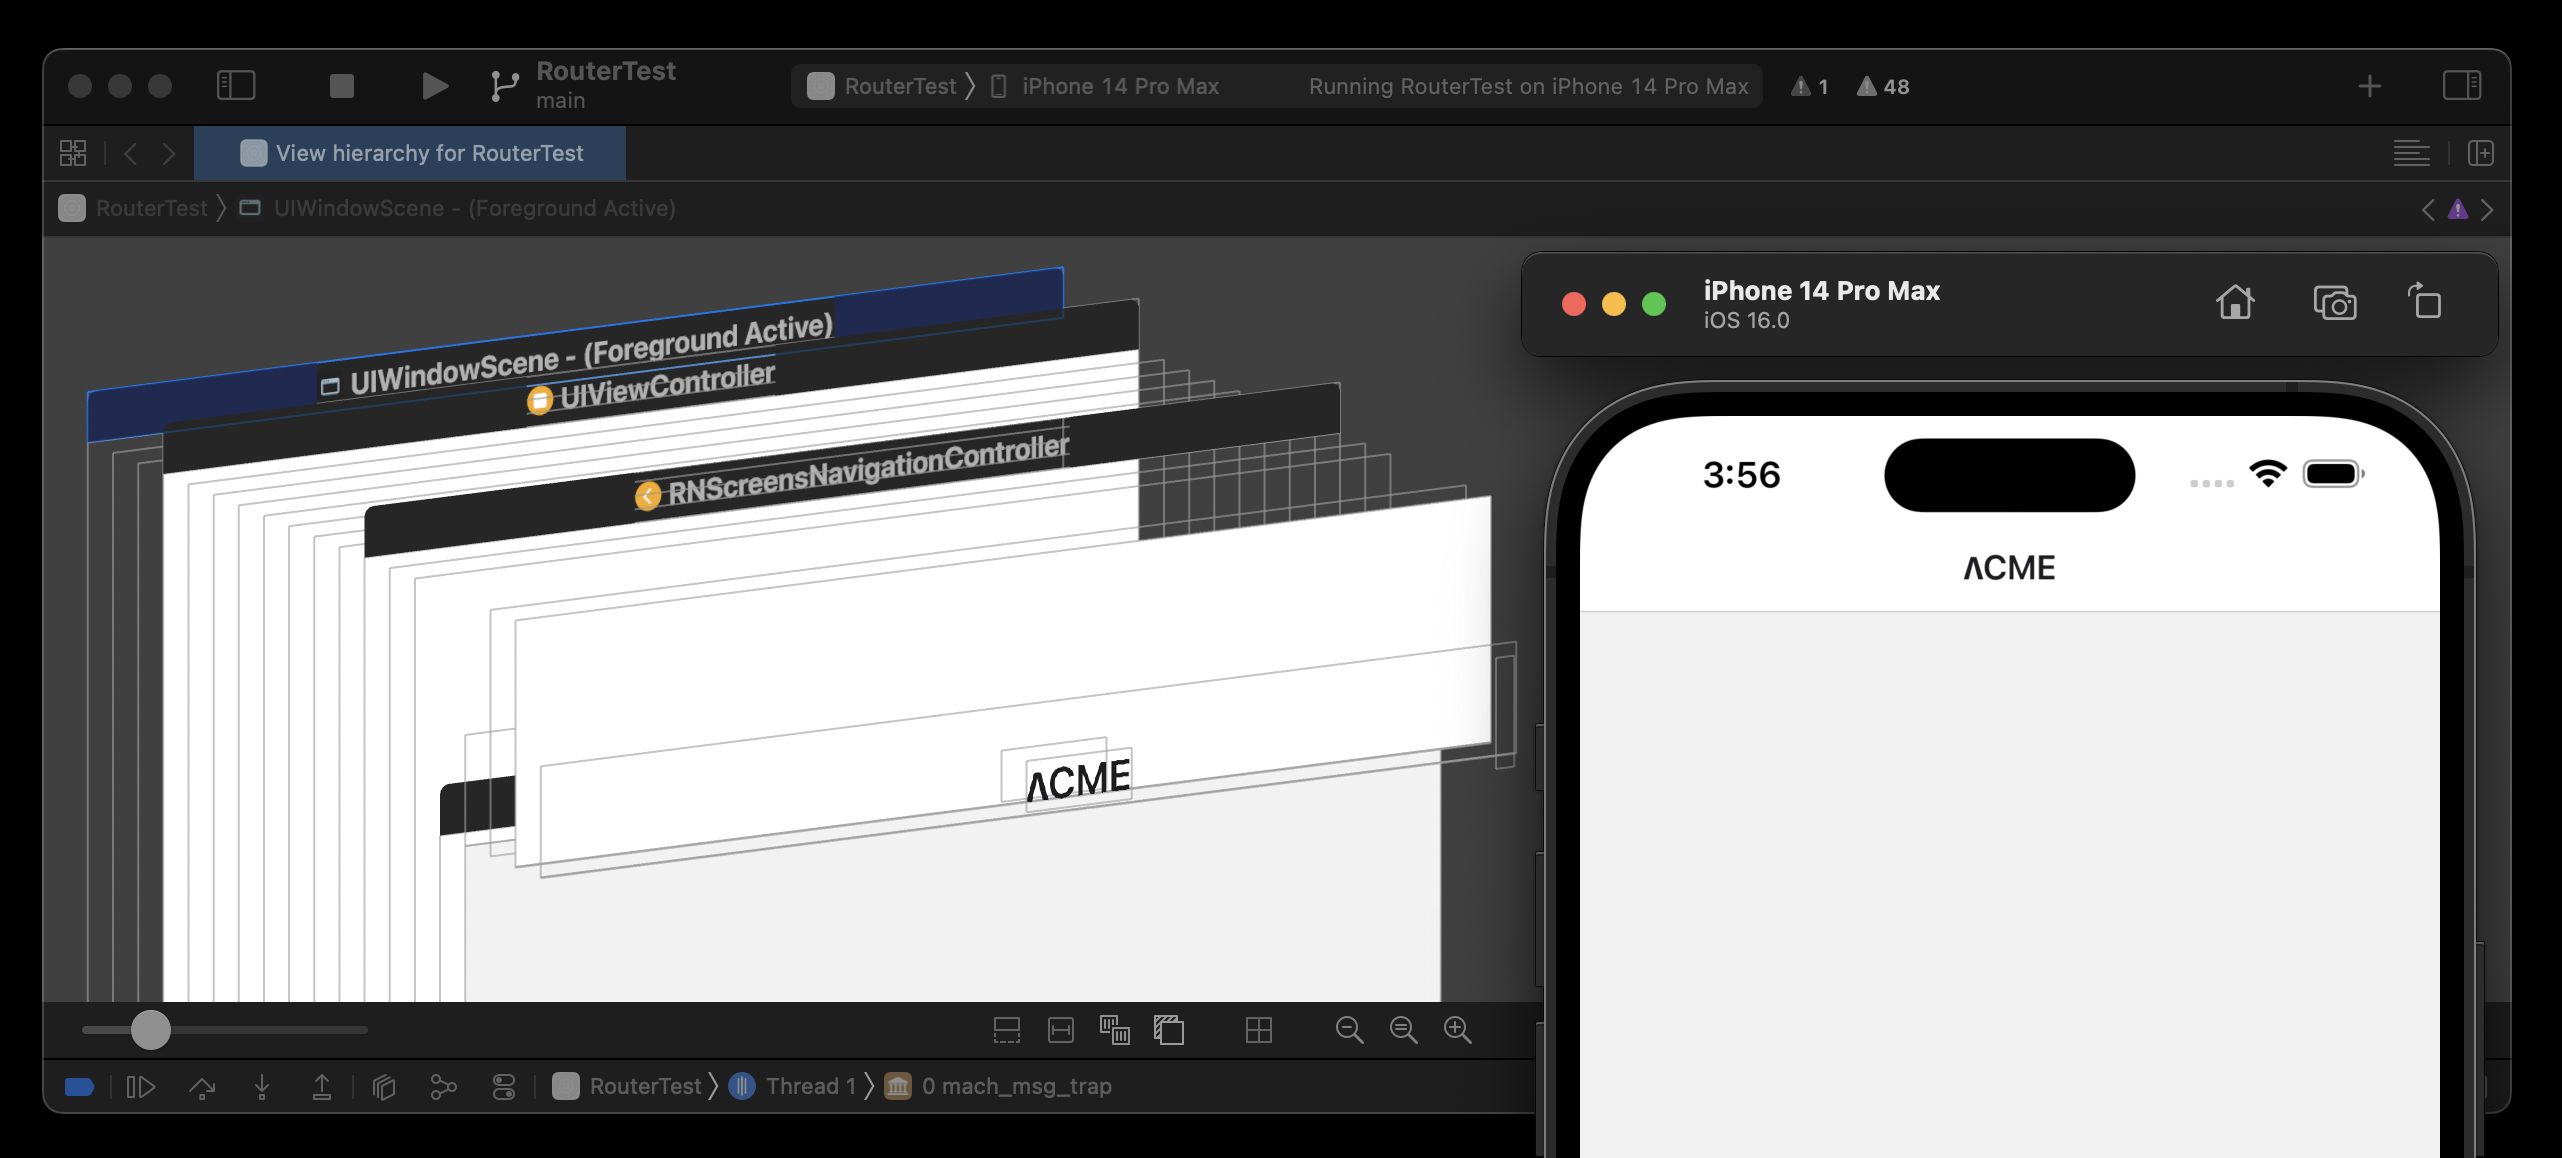 RouterTest
main
RouterTest
iPhone 14 Pro Max
Running RouterTest on iPhone 14 Pro Max
1
48
View hierarchy for RouterTest
RouterTest
UIWindowScene - (Foreground Active)
UIWindowScene - (Foreground Active)
UIViewController
RNScreensNavigationController
ΛCME
iPhone 14 Pro Max
iOS 16.0
3:56
ΛCME
RouterTest
Thread 1
0 mach_msg_trap